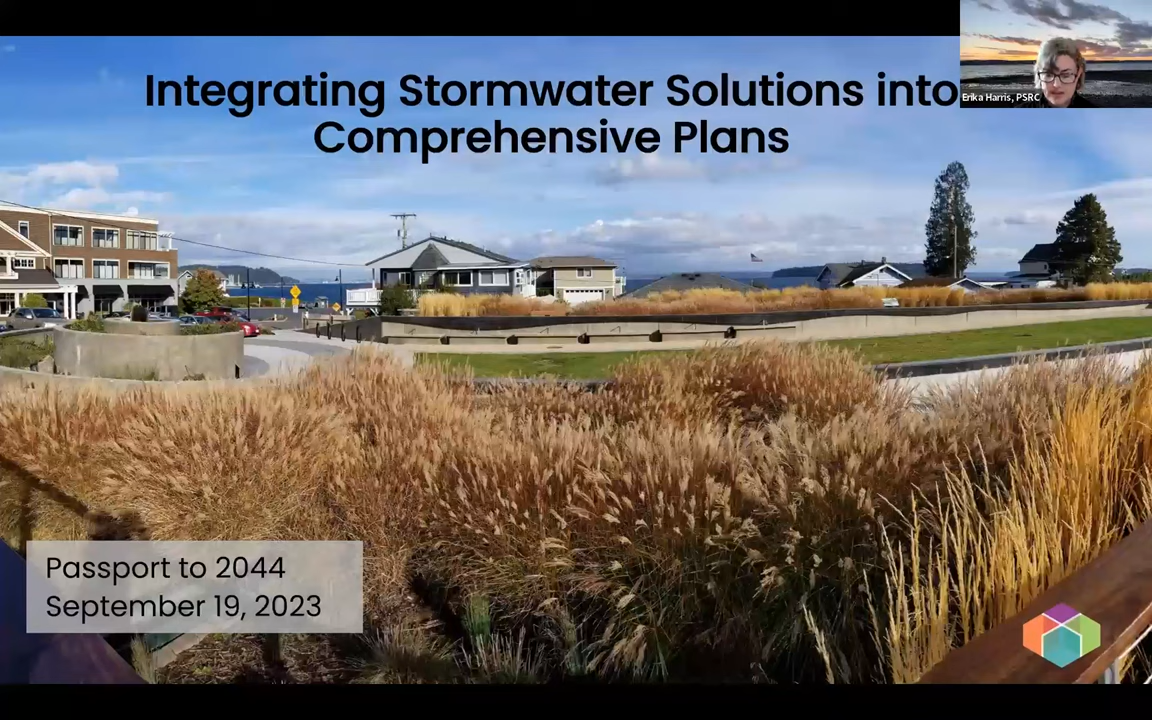 Integrating Stormwater Solutions into
Comprehensive Plans
Erika Harris, PSRC
Passport to 2044
September 19, 2023